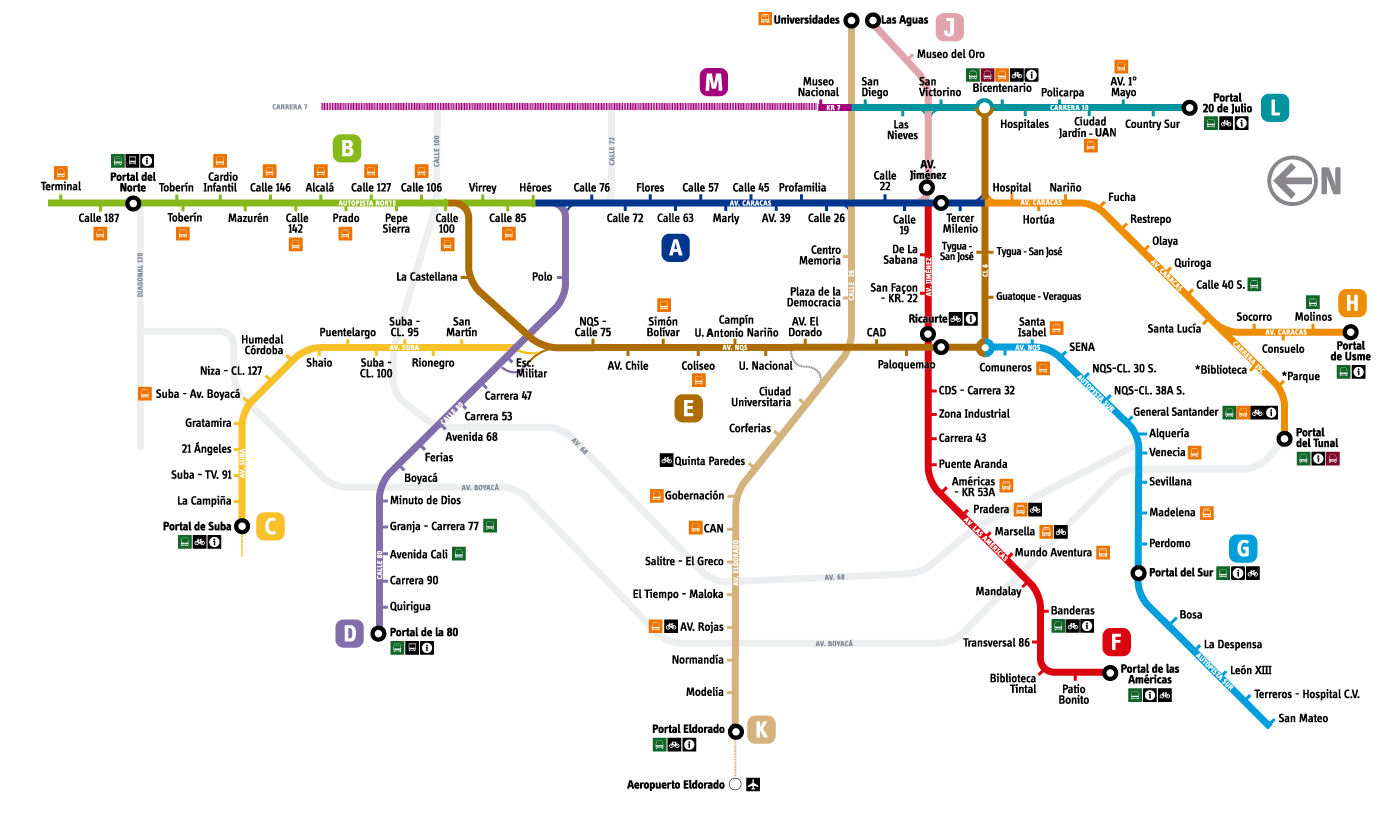 Universidades
Las Aguas
J
Museo del Oro
M
CARRERA 7
Museo
Nacional
KR 7
San
Diego
San
Victorino
Bicentenario
Policarpa
AV. 1°
Mayo
CARRERA 10
Portal
20 de Julio
L
Las
Nieves
Hospitales
Ciudad
Jardín - UAN
Country Sur
CALLE 100
CALLE 72
B
Terminal
Portal del
Norte
Toberín
Cardio
Infantil
Calle 146
Alcalá
Calle 127
Calle 106
Virrey
Héroes
Calle 76
Flores
Calle 57
Calle 45
Profamilia
Calle
22
AV.
Jiménez
Hospital
Nariño
N
AUTOPISTA NORTE
AV. CARACAS
AV. CARACAS
Calle 187
Toberín
Mazurén
Calle
142
Prado
Pepe
Sierra
Calle
100
Calle 85
Calle 72
Calle 63
Marly
AV. 39
Calle 26
Calle
19
Tercer
Milenio
Hortúa
Fucha
Restrepo
Olaya
Quiroga
AV. CARACAS
Calle 40 S.
Santa Lucía
A
DIAGONAL 170
La Castellana
Polo
Centro
Memoria
CALLE 26
Plaza de la
Democracia
De La
Sabana
AV. JIMÉNEZ
San Façon
- KR. 22
Tygua -
San José
Tygua - San José
CL 6
Guatoque - Veraguas
Ricaurte
H
Socorro
Molinos
AV. CARACAS
Consuelo
Portal
de Usme
CARRERA 10C
*Biblioteca
*Parque
Portal
del Tunal
Humedal
Córdoba
Puentelargo
Suba -
CL. 95
San
Martín
AV. SUBA
Shaio
Suba -
CL. 100
Rionegro
Niza - CL. 127
Suba - Av. Boyacá
Gratamira
21 Ángeles
AV. SUBA
Suba - TV. 91
La Campiña
Portal de Suba
C
NQS -
Calle 75
Simón
Bolívar
Campín
U. Antonio Nariño
AV. El
Dorado
CAD
AV. NQS
AV. Chile
Coliseo
U. Nacional
Paloquemao
E
Santa
Isabel
AV. NQS
Comuneros
SENA
NQS-CL. 30 S.
AUTOPISTA SUR
NQS-CL. 38A S.
General Santander
Alquería
Venecia
Sevillana
Madelena
Perdomo
Portal del Sur
G
Bosa
La Despensa
AUTOPISTA SUR
León XIII
Terreros - Hospital C.V.
San Mateo
Esc.
Militar
Carrera 47
CALLE 80
Carrera 53
Avenida 68
Ferias
Boyacá
Minuto de Dios
Granja - Carrera 77
Avenida Cali
CALLE 80
Carrera 90
Quirigua
D
Portal de la 80
AV. 68
AV. BOYACÁ
Ciudad
Universitaria
Corferias
Quinta Paredes
Gobernación
CAN
Salitre - El Greco
AV. ELDORADO
El Tiempo - Maloka
AV. Rojas
Normandía
Modelia
Portal Eldorado
K
Aeropuerto Eldorado
AV. 68
AV. BOYACÁ
CDS - Carrera 32
Zona Industrial
Carrera 43
Puente Aranda
Américas
- KR 53A
Pradera
Marsella
AV. LAS AMÉRICAS
Mundo Aventura
Mandalay
Banderas
Transversal 86
F
Biblioteca
Tintal
Patio
Bonito
Portal de las
Américas